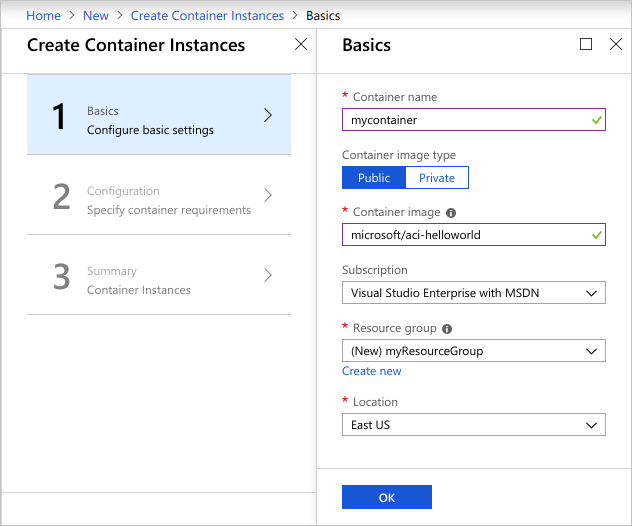 Home > New > Create Container Instances > Basics
Create Container Instances
1
Basics
Configure basic settings
2
Configuration
Specify container requirements
3
Summary
Container Instances
Basics
* Container name
mycontainer
Container image type
Public Private
* Container image
microsoft/aci-helloworld
Subscription
Visual Studio Enterprise with MSDN
* Resource group
(New) myResourceGroup
Create new
* Location
East US
OK